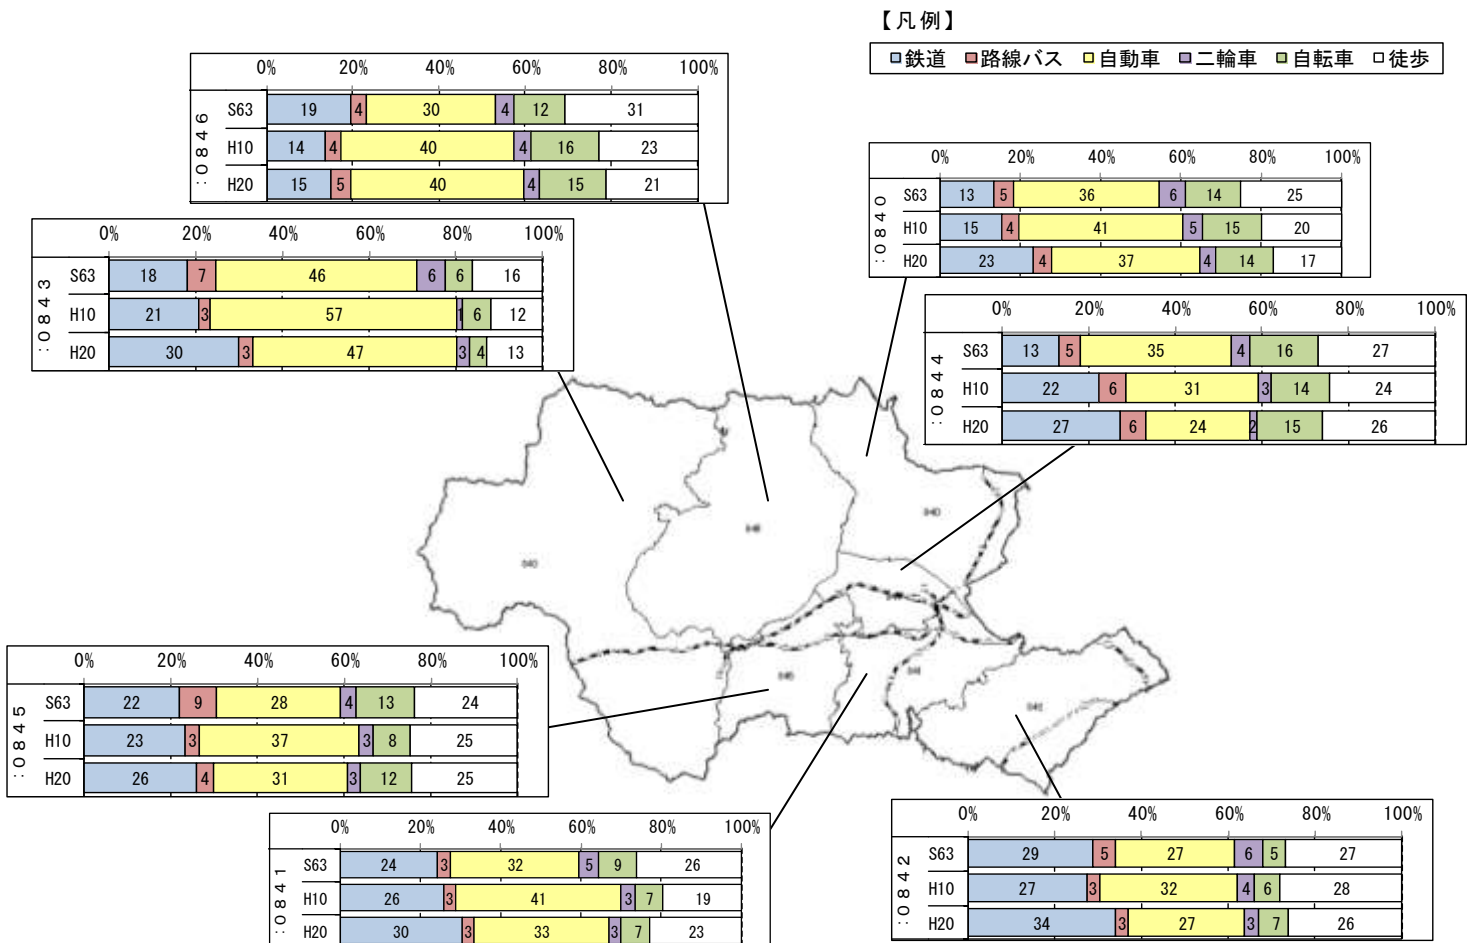 【凡例】
鉄道 路線バス 自動車 二輪車 自転車 徒歩
0% 20% 40% 60% 80% 100%
:0846
S63 19 4 30 4 12 31
H10 14 4 40 4 16 23
H20 15 5 40 4 15 21
0% 20% 40% 60% 80% 100%
:0840
S63 13 5 36 6 14 25
H10 15 4 41 5 15 20
H20 23 4 37 4 14 17
0% 20% 40% 60% 80% 100%
:0843
S63 18 7 46 6 6 16
H10 21 3 57 1 6 12
H20 30 3 47 3 4 13
0% 20% 40% 60% 80% 100%
:0844
S63 13 5 35 4 16 27
H10 22 6 31 3 14 24
H20 27 6 24 2 15 26
0% 20% 40% 60% 80% 100%
:0845
S63 22 9 28 4 13 24
H10 23 3 37 3 8 25
H20 26 4 31 3 12 25
0% 20% 40% 60% 80% 100%
:0841
S63 24 3 32 5 9 26
H10 26 3 41 3 7 19
H20 30 3 33 3 7 23
0% 20% 40% 60% 80% 100%
:0842
S63 29 5 27 6 5 27
H10 27 3 32 4 6 28
H20 34 3 27 3 7 26